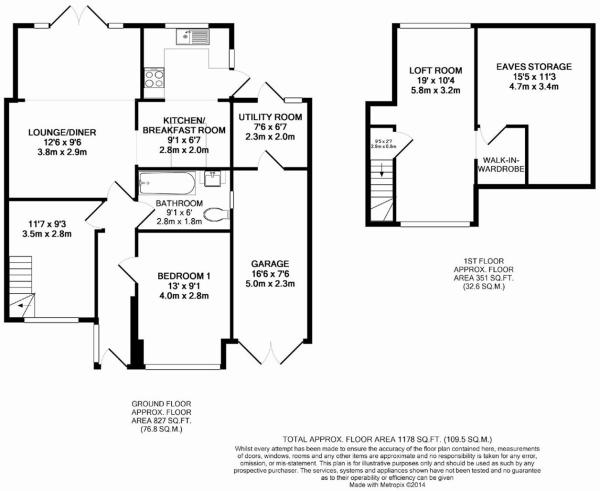 LOUNGE/DINER
12'6 x 9'6
3.8m x 2.9m
KITCHEN/
BREAKFAST ROOM
9'1 x 6'7
2.8m x 2.0m
UTILITY ROOM
7'6 x 6'7
2.3m x 2.0m
BATHROOM
9'1 x 6'
2.8m x 1.8m
11'7 x 9'3
3.5m x 2.8m
BEDROOM 1
13' x 9'1
4.0m x 2.8m
GARAGE
16'6 x 7'6
5.0m x 2.3m
GROUND FLOOR
APPROX. FLOOR
AREA 827 SQ.FT.
(76.8 SQ.M.)
LOFT ROOM
19' x 10'4
5.8m x 3.2m
EAVES STORAGE
15'5 x 11'3
4.7m x 3.4m
9'5 x 2'7
2.9m x 0.8m
WALK-IN-
WARDROBE
1ST FLOOR
APPROX. FLOOR
AREA 351 SQ.FT.
(32.6 SQ.M.)
TOTAL APPROX. FLOOR AREA 1178 SQ.FT. (109.5 SQ.M.)
Whilst every attempt has been made to ensure the accuracy of the floor plan contained here, measurements
of doors, windows, rooms and any other items are approximate and no responsibility is taken for any error,
omission, or mis-statement. This plan is for illustrative purposes only and should be used as such by any
prospective purchaser. The services, systems and appliances shown have not been tested and no guarantee
as to their operability or efficiency can be given
Made with Metropix ©2014